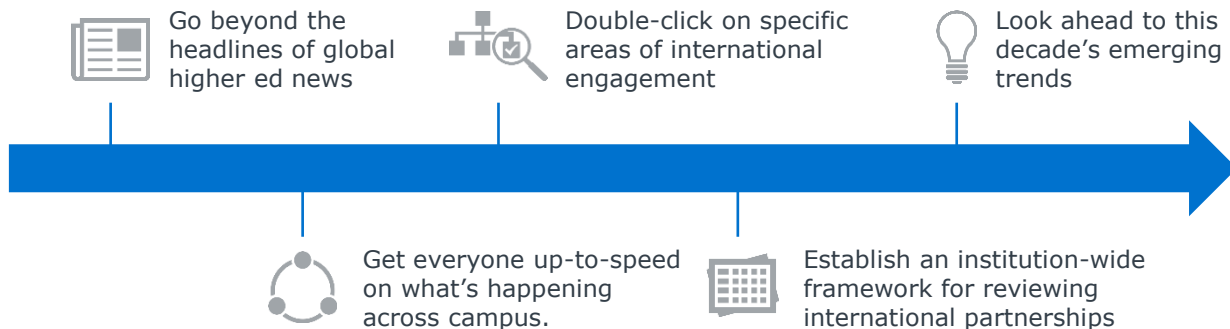 Go beyond the
headlines of global
higher ed news
Get everyone up-to-speed
on what's happening
across campus.
Double-click on specific
areas of international
engagement
Establish an institution-wide
framework for reviewing
international partnerships
Look ahead to this
decade's emerging
trends